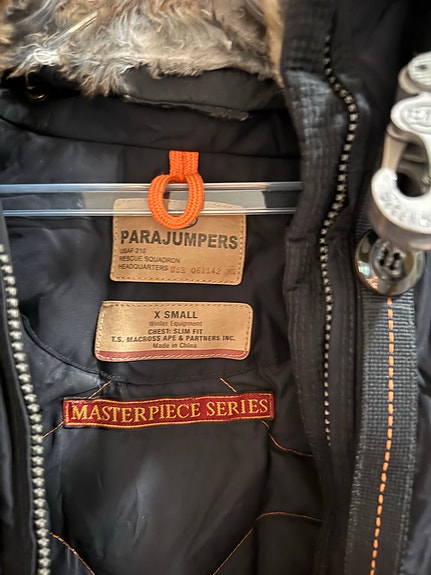 PARAJUMPERS
USAF 210
RESCUE SQUADRON
HEADQUARTERS
X SMALL
Winter Equipment
CHEST: SLIM FIT
T.S. MACROSS APE & PARTNERS INC.
Made in China
MASTERPIECE SERIES